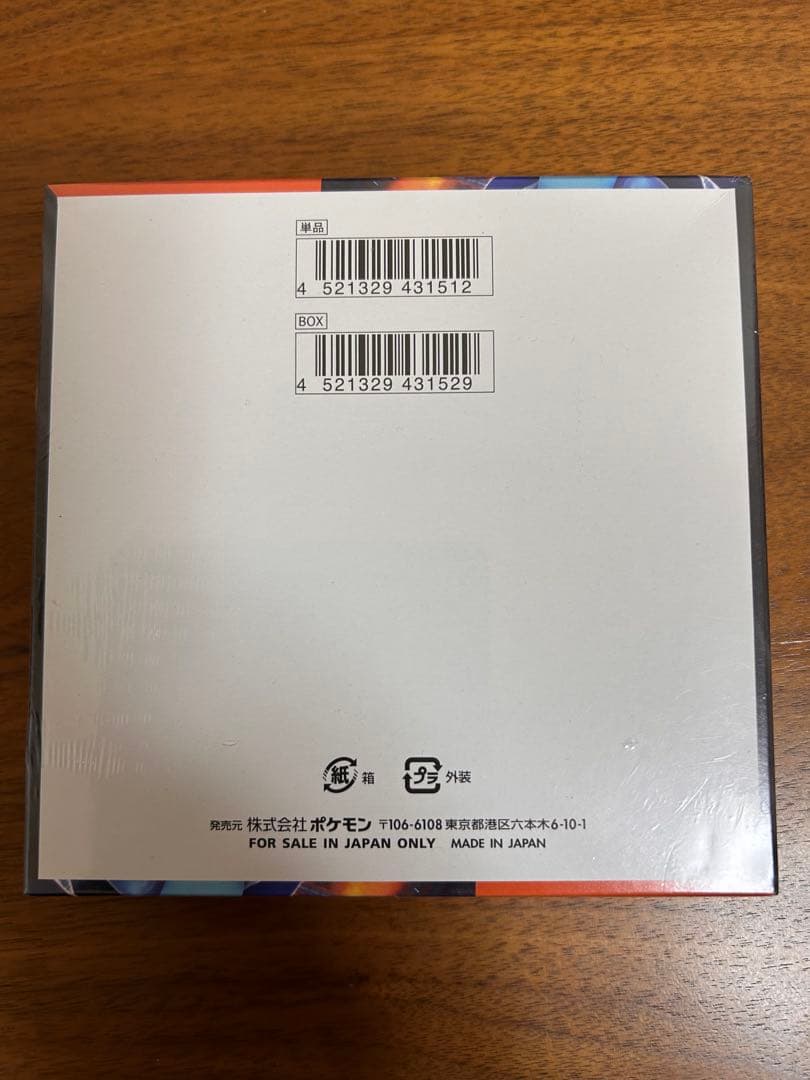 単品
4 521329 431512
BOX
4 521329 431529
紙 箱 プラ 外装
発売元 株式会社 ポケモン 〒106-6108 東京都港区六本木6-10-1
FOR SALE IN JAPAN ONLY MADE IN JAPAN